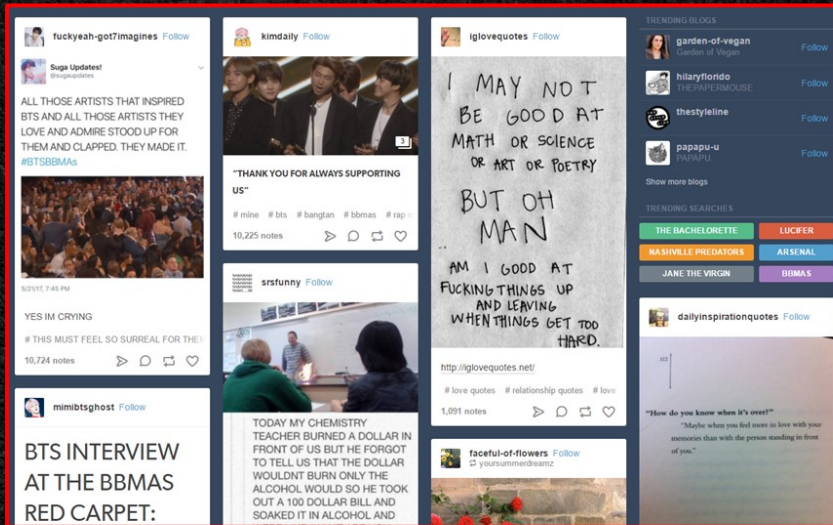 fuckyeah-got7imagines Follow
Suga Updates!
@sugaupdates
ALL THOSE ARTISTS THAT INSPIRED
BTS AND ALL THOSE ARTISTS THEY
LOVE AND ADMIRE STOOD UP FOR
THEM AND CLAPPED. THEY MADE IT.
#BTSBBMAs
5/21/17, 7:45 PM
YES IM CRYING
# THIS MUST FEEL SO SURREAL FOR THE
10,724 notes
mimibtsghost Follow
BTS INTERVIEW
AT THE BBMAS
RED CARPET:
kimdaily Follow
3
"THANK YOU FOR ALWAYS SUPPORTING
US"
# mine # bts # bangtan # bbmas # rap
10,225 notes
srsfunny Follow
TODAY MY CHEMISTRY
TEACHER BURNED A DOLLAR IN
FRONT OF US BUT HE FORGOT
TO TELL US THAT THE DOLLAR
WOULDNT BURN ONLY THE
ALCOHOL WOULD SO HE TOOK
OUT A 100 DOLLAR BILL AND
SOAKED IT IN ALCOHOL AND
iglovequotes Follow
I MAY NOT
BE GOOD AT
MATH OR SCIENCE
OR ART OR POETRY
BUT OH
MAN
AM I GOOD AT
FUCKING THINGS UP
AND LEAVING
WHEN THINGS GET TOO
HARD.
http://iglovequotes.net/
# love quotes # relationship quotes # love
1,091 notes
faceful-of-flowers Follow
yoursummerdreamz
TRENDING BLOGS
garden-of-vegan
Garden of Vegan
Follow
hilaryflorido
THEPAPERMOUSE
Follow
thestyleline
Follow
papapu-u
PAPAPU
Follow
Show more blogs
TRENDING SEARCHES
THE BACHELORETTE LUCIFER
NASHVILLE PREDATORS ARSENAL
JANE THE VIRGIN BBMAS
dailyinspirationquotes Follow
112
"How do you know when it's over?"
"Maybe when you feel more in love with your
memories than with the person standing in front
of you."